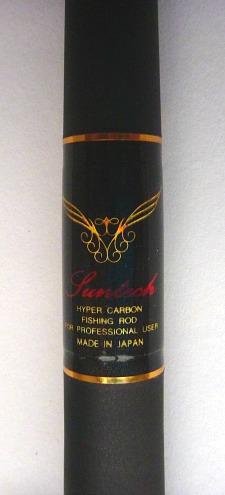 Suntech
HYPER CARBON
FISHING ROD
FOR PROFESSIONAL USER
MADE IN JAPAN